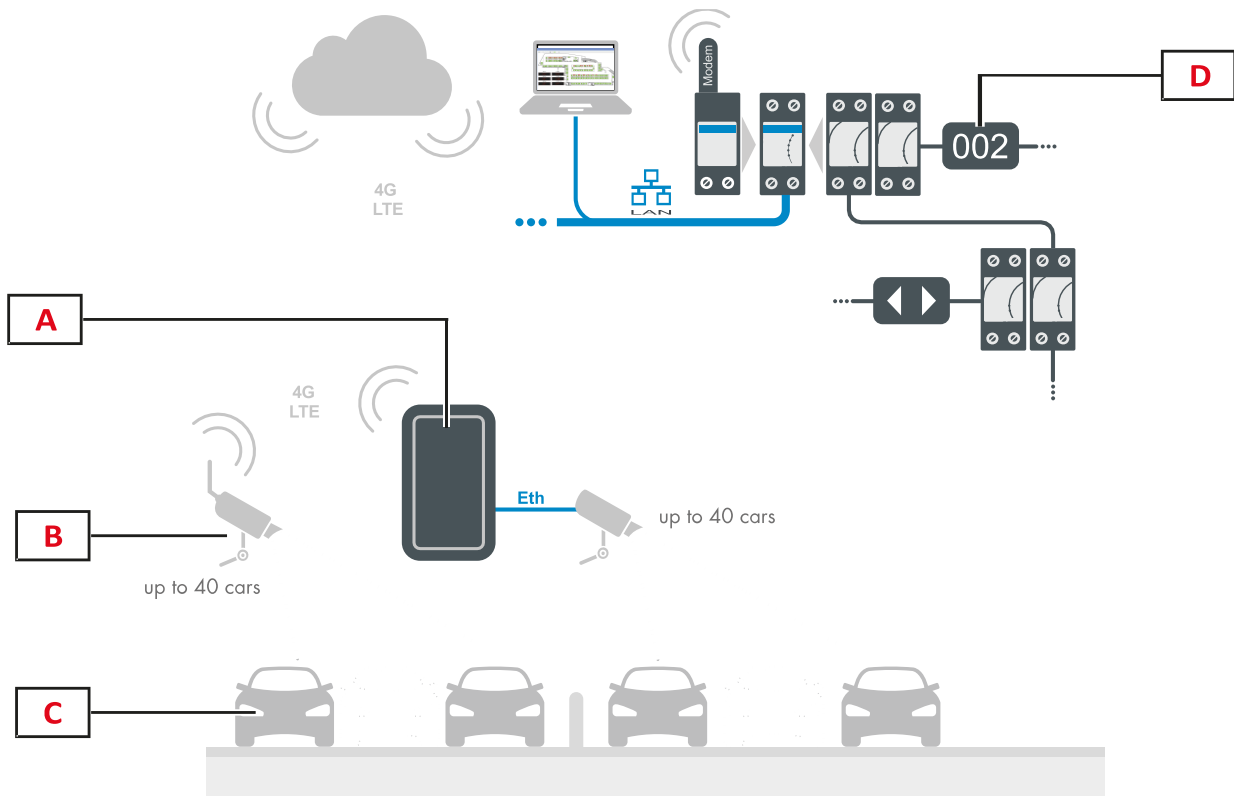 Modem
D
002
4G
LTE
LAN
A
4G
LTE
Eth
up to 40 cars
B
up to 40 cars
C